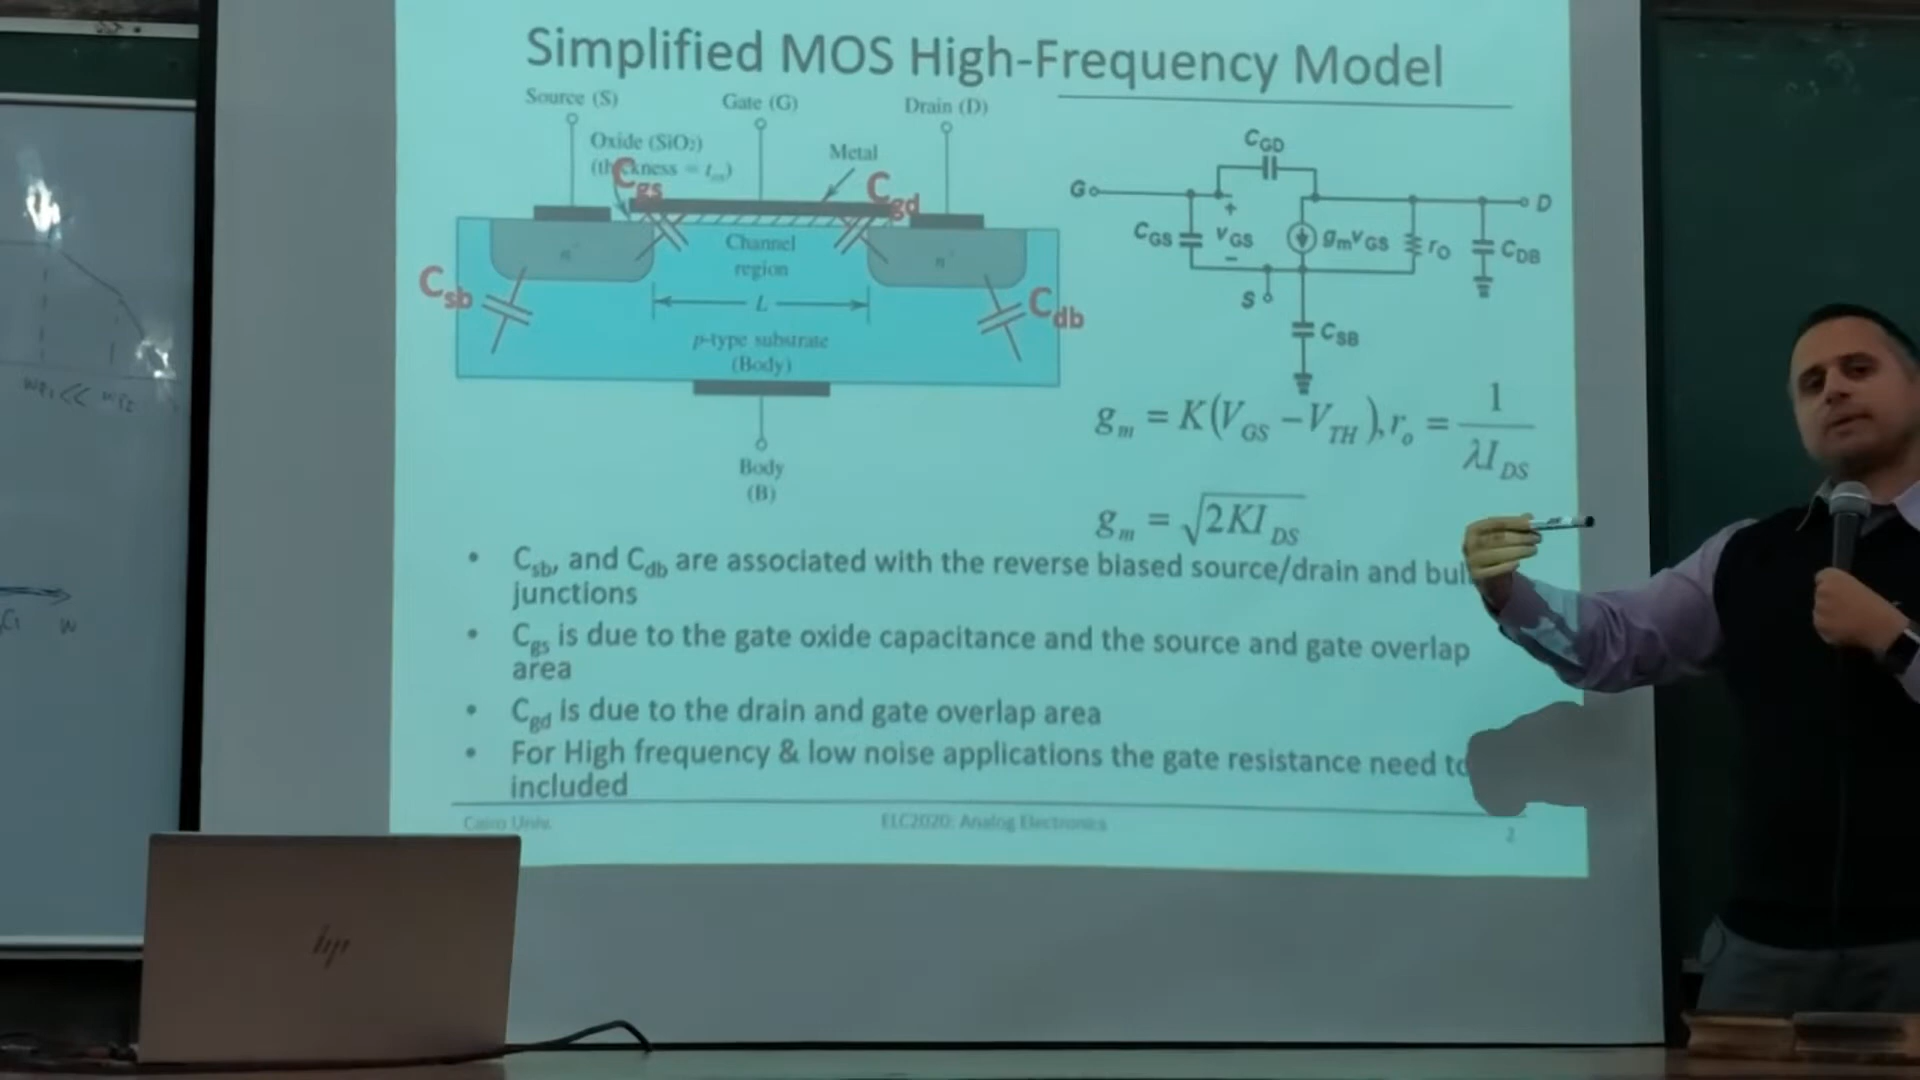 Simplified MOS High-Frequency Model
Source (S)
Gate (G)
Drain (D)
Oxide (SiO₂)
Metal
Cgs
Cgd
Channel
region
n⁺
n⁺
Csb
L
Cdb
p-type substrate
(Body)
Body
(B)
CGD
G
D
+
CGS
vGS
gmvGS
ro
CDB
−
S
CSB
gm = K(VGS − VTH), ro = 1/λIDS
gm = √2KIDS
• Csb, and Cdb are associated with the reverse biased source/drain and
junctions
• Cgs is due to the gate oxide capacitance and the source and gate overlap
area
• Cgd is due to the drain and gate overlap area
• For High frequency & low noise applications the gate resistance need
included
Cairo Univ.
ELC2020: Analog Electronics
hp
w